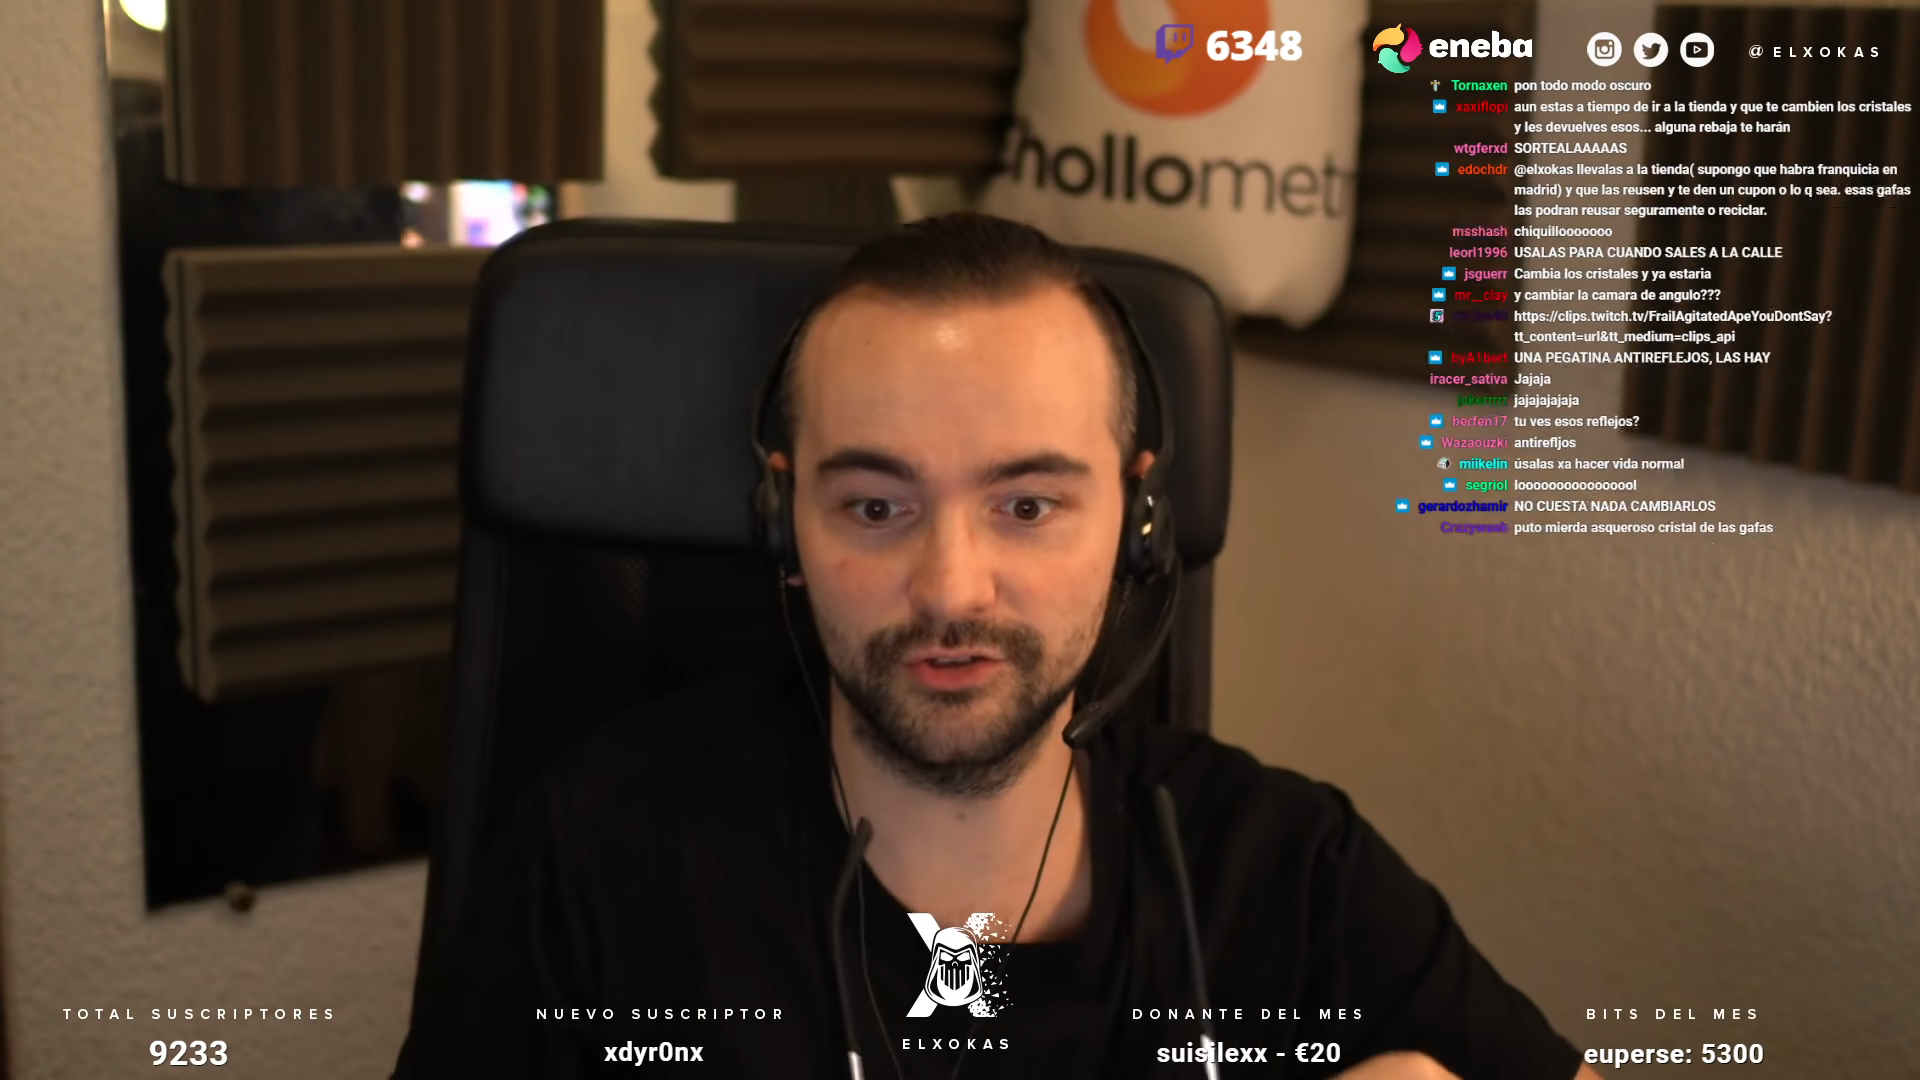 6348
eneba
@ELXOKAS
hollomet
Tornaxen pon todo modo oscuro
xaxiflopi aun estas a tiempo de ir a la tienda y que te cambien los cristales
y les devuelves esos... alguna rebaja te harán
wtgferxd SORTEALAAAAAS
edochdr @elxokas llevalas a la tienda( supongo que habra franquicia en
madrid) y que las reusen y te den un cupon o lo q sea. esas gafas
las podran reusar seguramente o reciclar.
msshash chiquillooooooo
leorl1996 USALAS PARA CUANDO SALES A LA CALLE
jsguerr Cambia los cristales y ya estaria
mr__clay y cambiar la camara de angulo???
https://clips.twitch.tv/FrailAgitatedApeYouDontSay?
tt_content=url&tt_medium=clips_api
byA1bert UNA PEGATINA ANTIREFLEJOS, LAS HAY
iracer_sativa Jajaja
jajajajajaja
berfen17 tu ves esos reflejos?
Wazaouzki antirefljos
miikelin úsalas xa hacer vida normal
segriol looooooooooooool
gerardozhamir NO CUESTA NADA CAMBIARLOS
puto mierda asqueroso cristal de las gafas
TOTAL SUSCRIPTORES
9233
NUEVO SUSCRIPTOR
xdyr0nx
ELXOKAS
DONANTE DEL MES
suisilexx - €20
BITS DEL MES
euperse: 5300